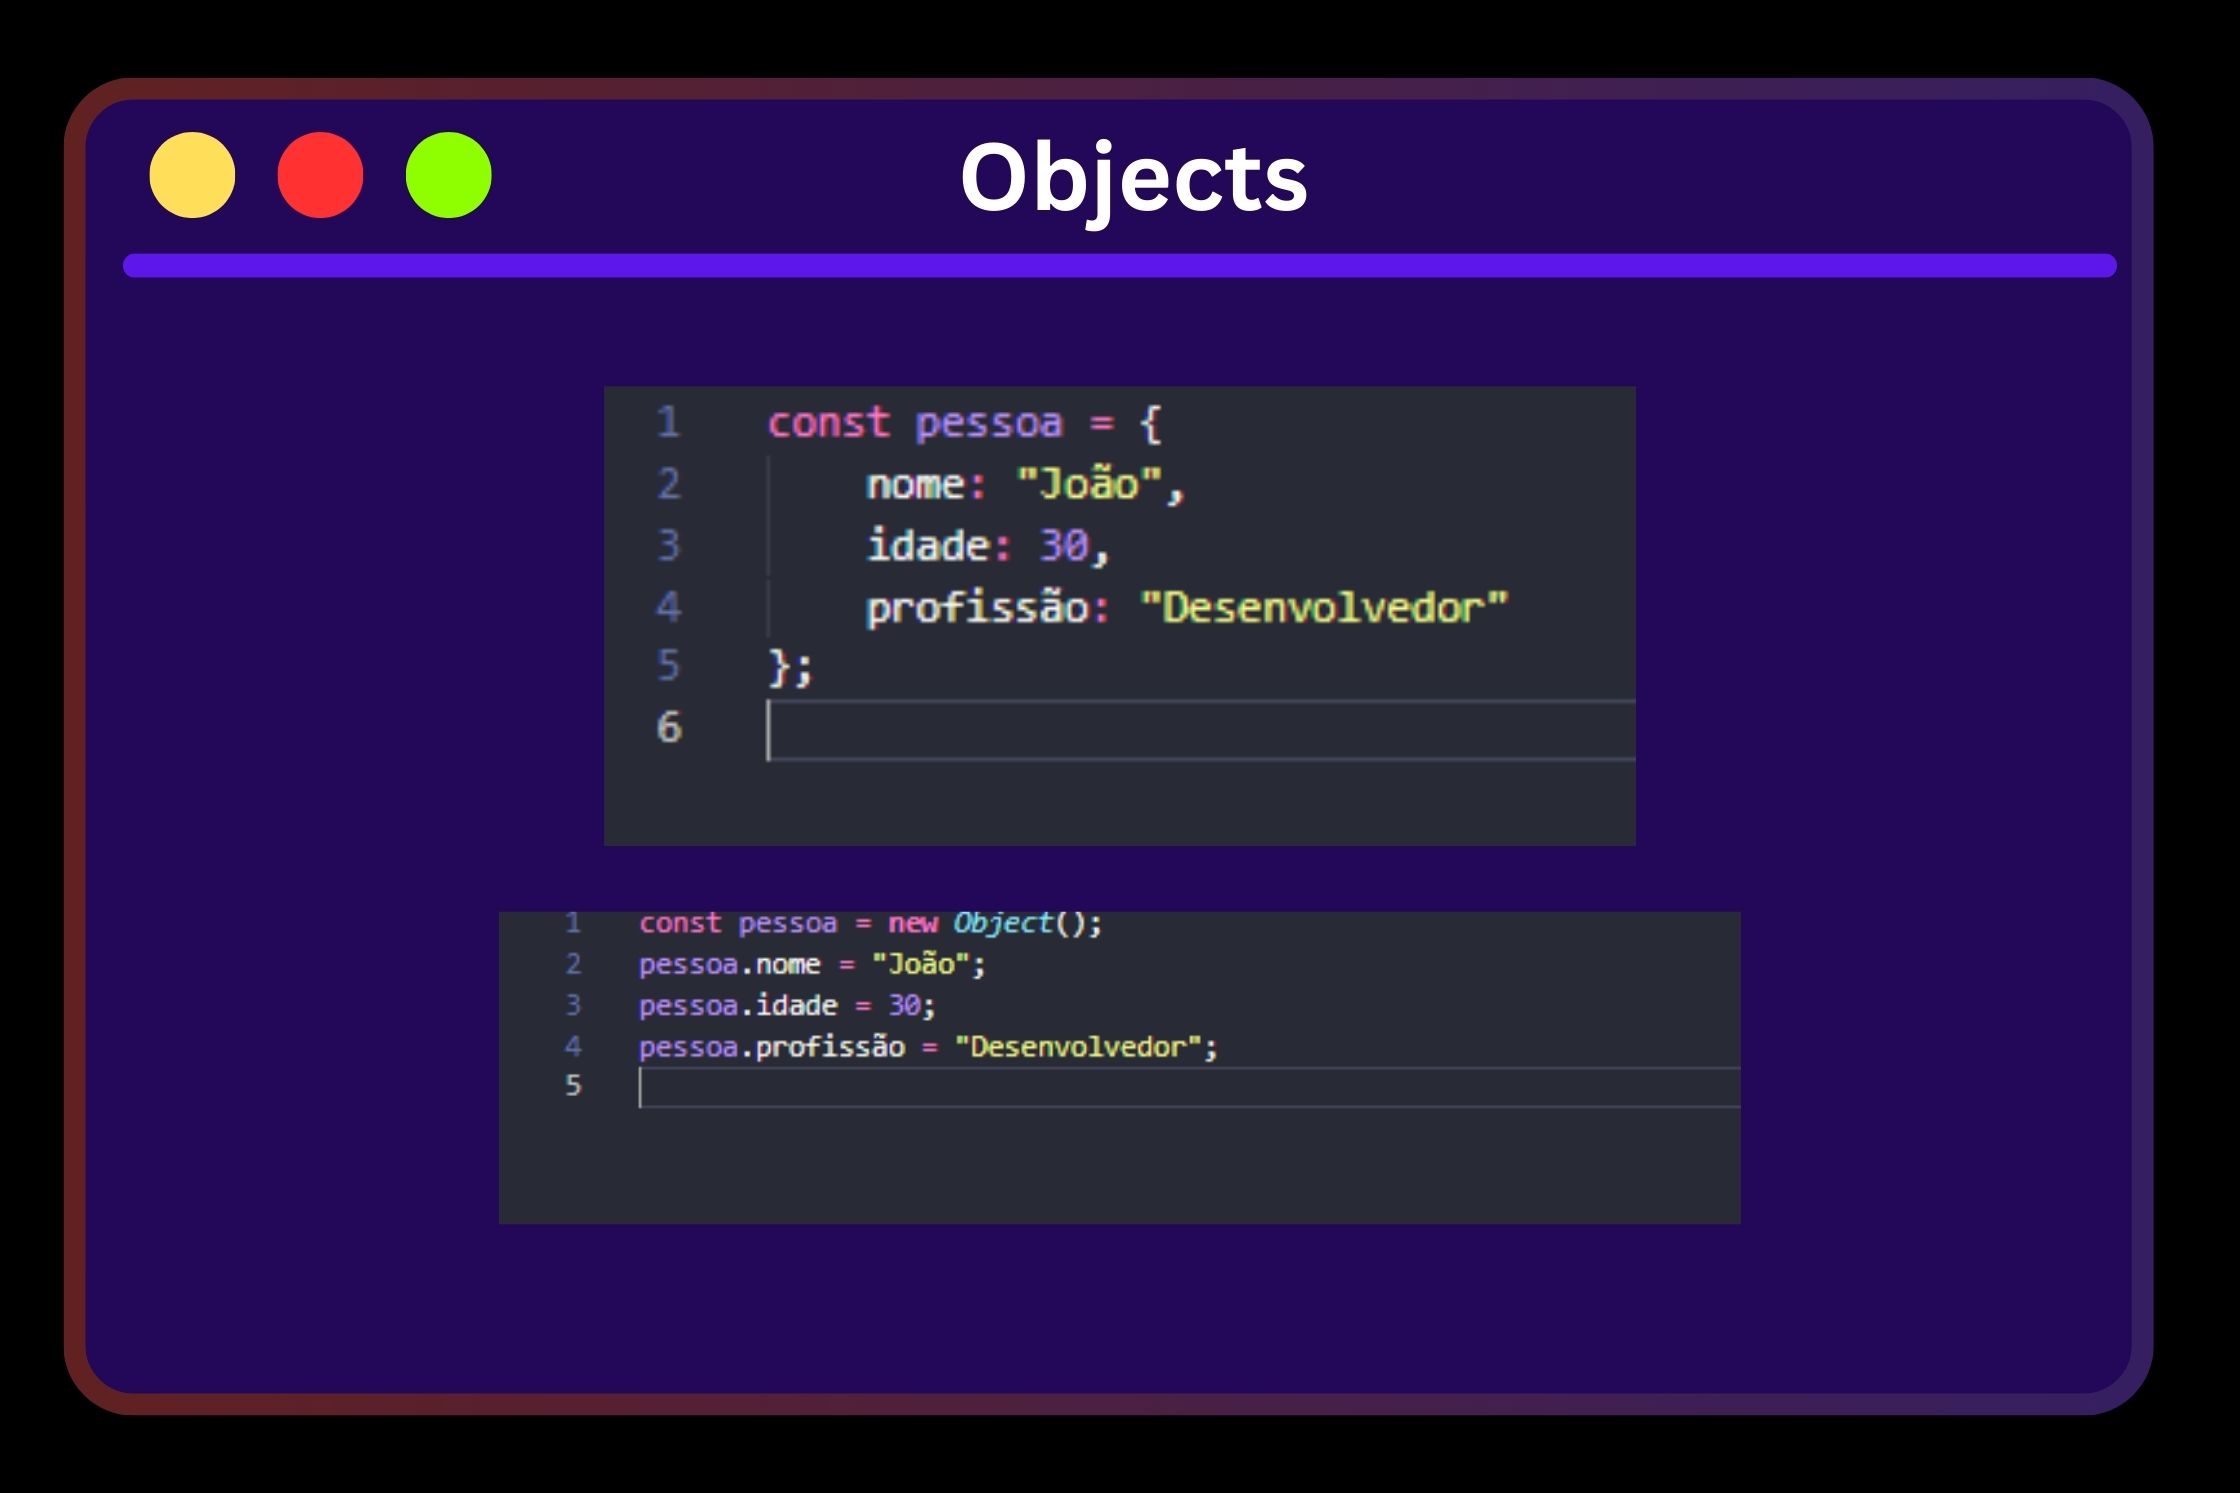 Objects
1 const pessoa = {
2 nome: "João",
3 idade: 30,
4 profissão: "Desenvolvedor"
5 };
6
1 const pessoa = new Object();
2 pessoa.nome = "João";
3 pessoa.idade = 30;
4 pessoa.profissão = "Desenvolvedor";
5